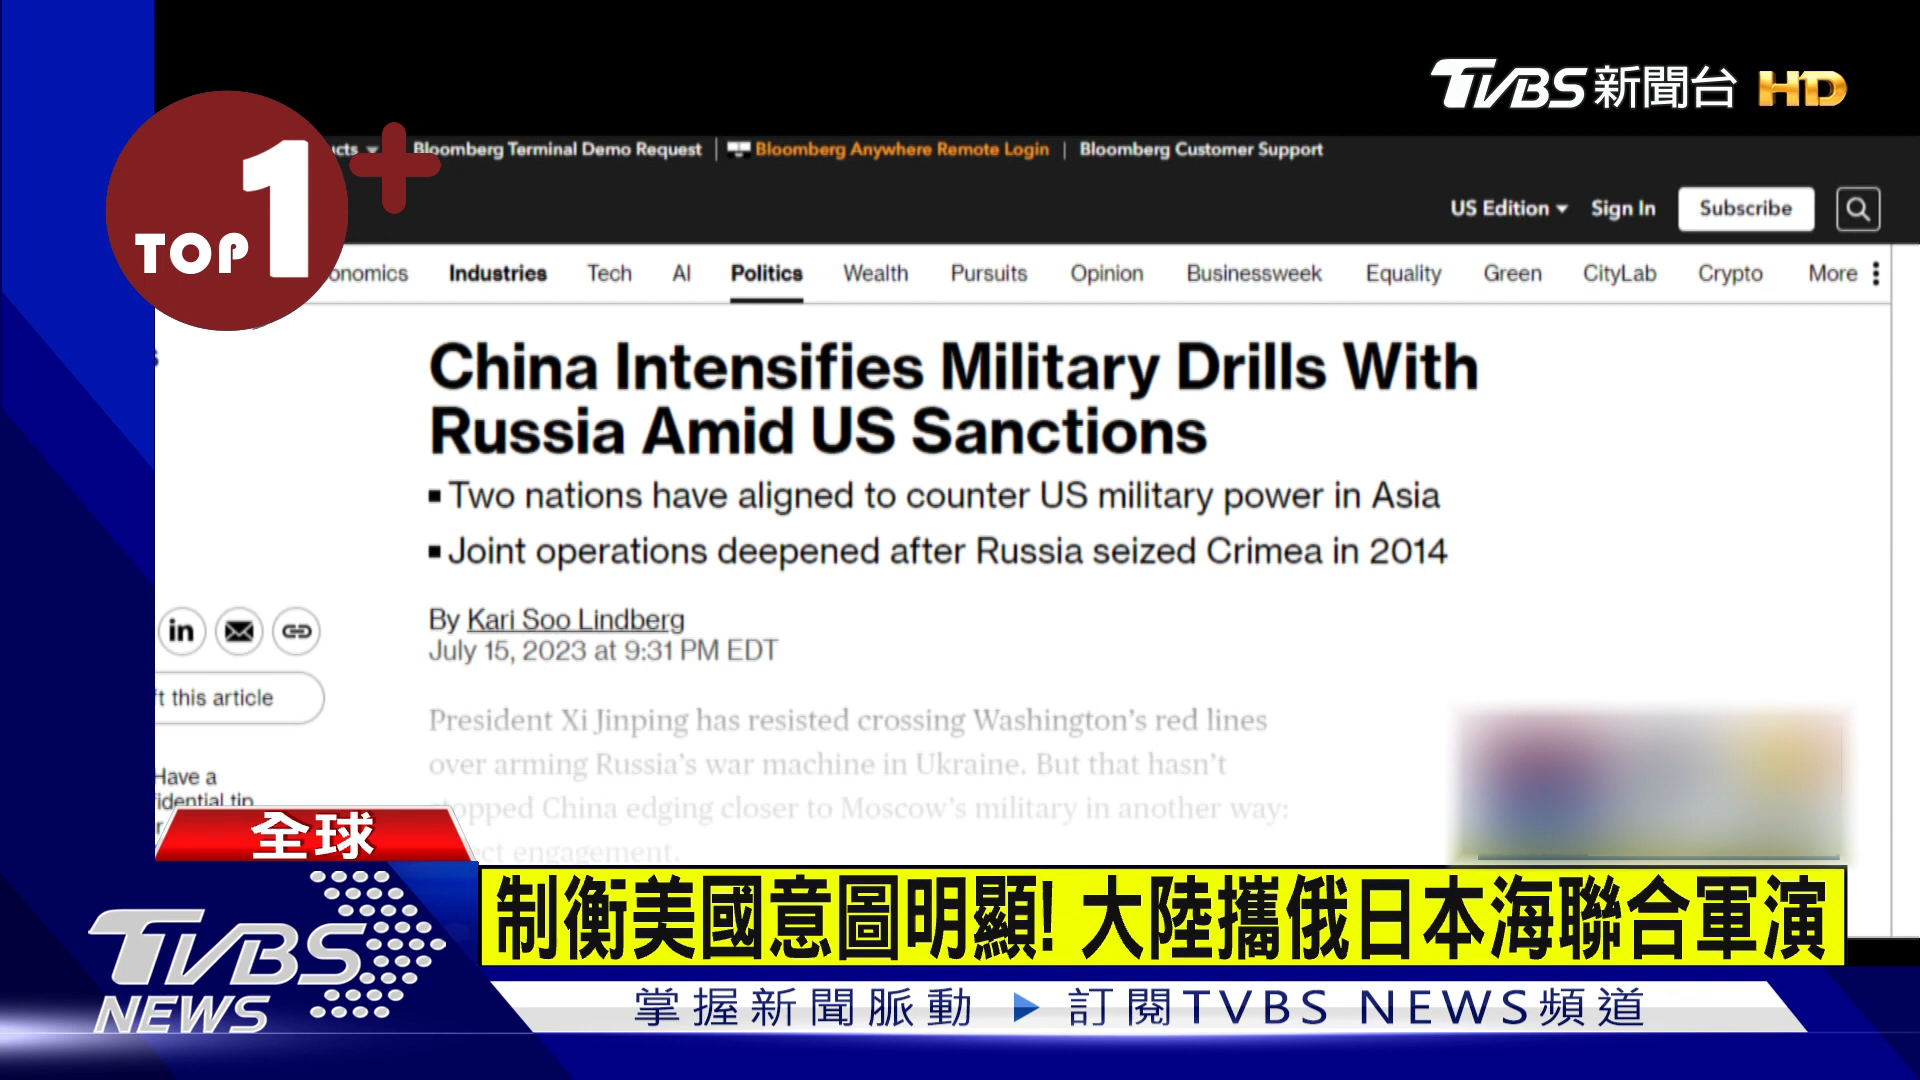 TVBS新聞台 HD
TOP 1+
Bloomberg Terminal Demo Request | Bloomberg Anywhere Remote Login | Bloomberg Customer Support
US Edition Sign In Subscribe
Industries Tech AI Politics Wealth Pursuits Opinion Businessweek Equality Green CityLab Crypto More
China Intensifies Military Drills With
Russia Amid US Sanctions
▪ Two nations have aligned to counter US military power in Asia
▪ Joint operations deepened after Russia seized Crimea in 2014
By Kari Soo Lindberg
July 15, 2023 at 9:31 PM EDT
in
this article
President Xi Jinping has resisted crossing Washington's red lines
over arming Russia's war machine in Ukraine. But that hasn't
stopped China edging closer to Moscow's military in another way:
engagement.
Have a
tip
全球
制衡美國意圖明顯! 大陸攜俄日本海聯合軍演
TVBS
NEWS
掌握新聞脈動 ▶ 訂閱TVBS NEWS頻道